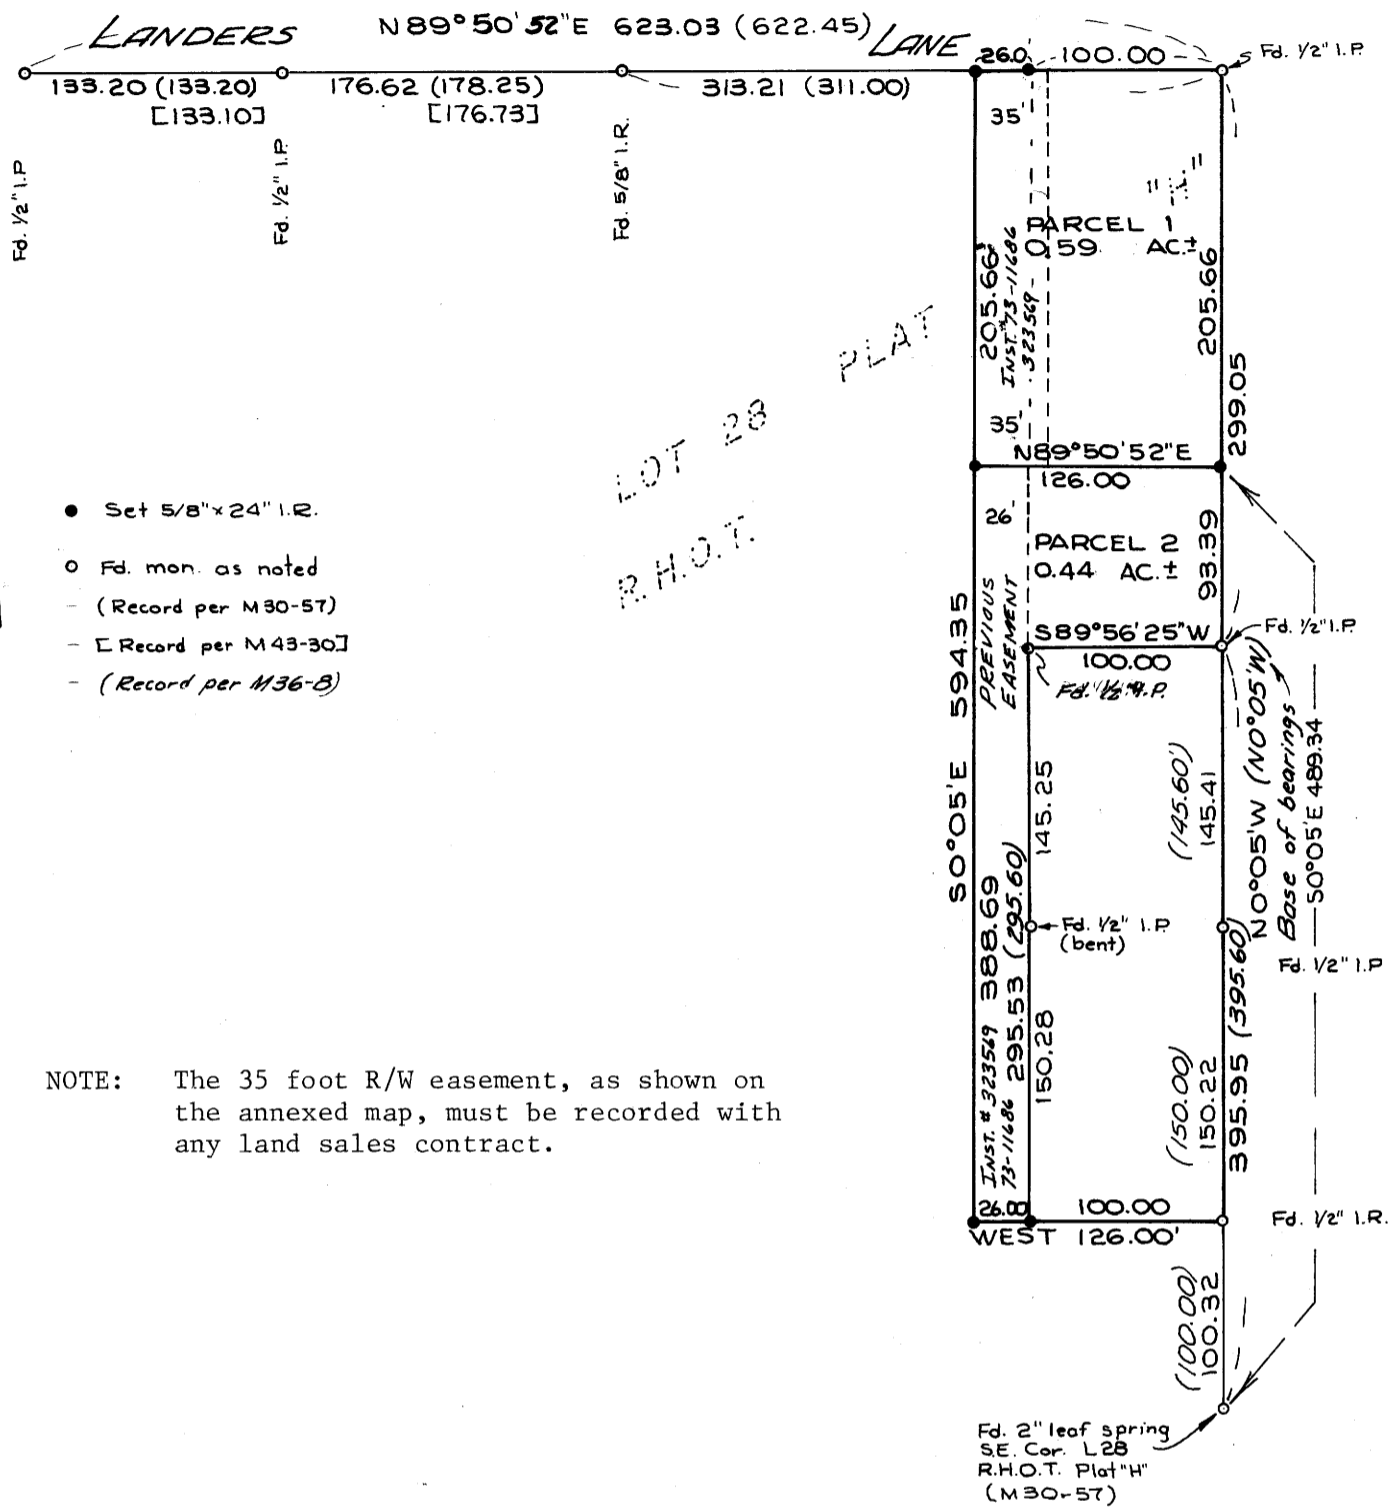 LANDERS N89°50'52"E 623.03 (622.45) LANE
26.0 100.00
Fd. 1/2" I.P.
133.20 (133.20)
[133.10]
176.62 (178.25)
[176.73]
313.21 (311.00)
Fd. 1/2" I.P
Fd. 1/2" I.P
Fd. 5/8" I.R.
35'
PARCEL 1
0.59 AC.±
205.66'
INST. # 73-11686
323569
205.66
299.05
35'
N89°50'52"E
126.00
LOT 28 PLAT
R.H.O.T.
● Set 5/8"x24" I.R.
○ Fd. mon. as noted
- (Record per M30-57)
- [Record per M43-30]
- (Record per M36-8)
26'
PARCEL 2
0.44 AC.±
93.39
PREVIOUS
EASEMENT
S89°56'25"W
100.00
Fd. 1/2" I.P.
Fd. 1/2" I.P.
S0°05'E 594.35
145.25
(145.60')
145.41
N0°05'W (N0°05'W)
Base of bearings
S0°05'E 489.34
Fd. 1/2" I.P
(bent)
Fd. 1/2" I.P
INST. # 323569 388.69
73-11686 295.53 (295.60)
150.28
(150.00)
150.22
395.95 (395.60)
NOTE: The 35 foot R/W easement, as shown on
the annexed map, must be recorded with
any land sales contract.
26.00 100.00
WEST 126.00'
Fd. 1/2" I.R.
(100.00)
100.32
Fd. 2" leaf spring
S.E. Cor. L28
R.H.O.T. Plat "H"
(M30-57)